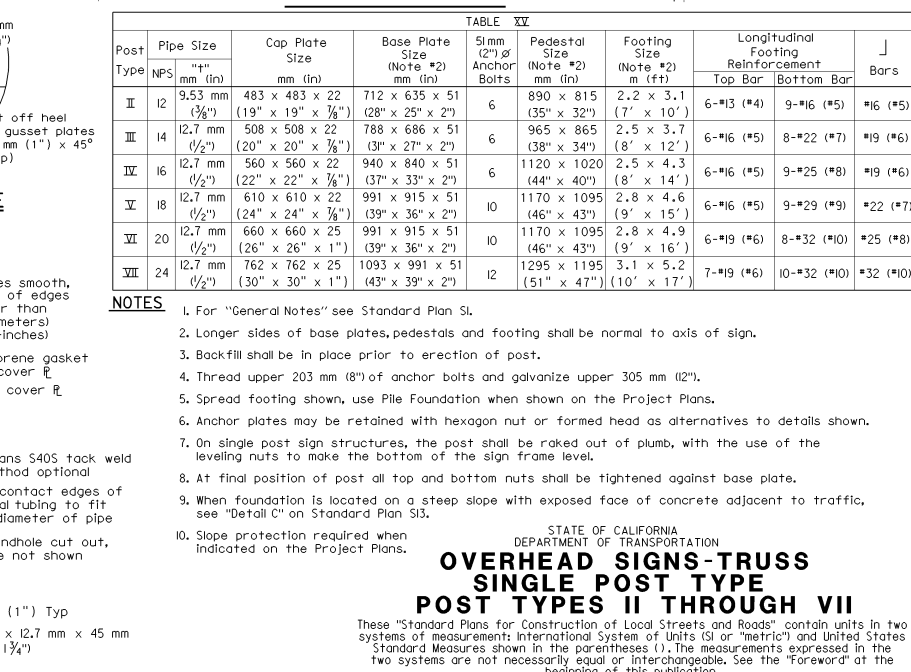 mm
")
t off heel
gusset plates
mm (1") x 45°
p)
es smooth,
of edges
r than
meters)
-inches)
prene gasket
cover ℄
cover ℄
ans S40S tack weld
thod optional
contact edges of
al tubing to fit
diameter of pipe
ndhole cut out,
e not shown
(1") Typ
x 12.7 mm x 45 mm
1¾")
TABLE XV
Post Type | Pipe Size NPS | "t" mm (in) | Cap Plate Size mm (in) | Base Plate Size (Note #2) mm (in) | 51mm (2") Ø Anchor Bolts | Pedestal Size (Note #2) mm (in) | Footing Size (Note #2) m (ft) | Longitudinal Footing Reinforcement Top Bar | Bottom Bar | Bars
II 12 9.53 mm 483 x 483 x 22 712 x 635 x 51 6 890 x 815 2.2 x 3.1 6-#13 (#4) 9-#16 (#5) #16 (#5)
(⅜") (19" x 19" x ⅞") (28" x 25" x 2") (35" x 32") (7' x 10')
III 14 12.7 mm 508 x 508 x 22 788 x 686 x 51 6 965 x 865 2.5 x 3.7 6-#16 (#5) 8-#22 (#7) #19 (#6)
(½") (20" x 20" x ⅞") (31" x 27" x 2") (38" x 34") (8' x 12')
IV 16 12.7 mm 560 x 560 x 22 940 x 840 x 51 6 1120 x 1020 2.5 x 4.3 6-#16 (#5) 9-#25 (#8) #19 (#6)
(½") (22" x 22" x ⅞") (37" x 33" x 2") (44" x 40") (8' x 14')
V 18 12.7 mm 610 x 610 x 22 991 x 915 x 51 10 1170 x 1095 2.8 x 4.6 6-#16 (#5) 9-#29 (#9) #22 (#7
(½") (24" x 24" x ⅞") (39" x 36" x 2") (46" x 43") (9' x 15')
VI 20 12.7 mm 660 x 660 x 25 991 x 915 x 51 10 1170 x 1095 2.8 x 4.9 6-#19 (#6) 8-#32 (#10) #25 (#8
(½") (26" x 26" x 1") (39" x 36" x 2") (46" x 43") (9' x 16')
VII 24 12.7 mm 762 x 762 x 25 1093 x 991 x 51 12 1295 x 1195 3.1 x 5.2 7-#19 (#6) 10-#32 (#10) #32 (#10
(½") (30" x 30" x 1") (43" x 39" x 2") (51" x 47") (10' x 17')
NOTES
1. For "General Notes" see Standard Plan S1.
2. Longer sides of base plates, pedestals and footing shall be normal to axis of sign.
3. Backfill shall be in place prior to erection of post.
4. Thread upper 203 mm (8") of anchor bolts and galvanize upper 305 mm (12").
5. Spread footing shown, use Pile Foundation when shown on the Project Plans.
6. Anchor plates may be retained with hexagon nut or formed head as alternatives to details shown.
7. On single post sign structures, the post shall be raked out of plumb, with the use of the
leveling nuts to make the bottom of the sign frame level.
8. At final position of post all top and bottom nuts shall be tightened against base plate.
9. When foundation is located on a steep slope with exposed face of concrete adjacent to traffic,
see "Detail C" on Standard Plan S13.
10. Slope protection required when
indicated on the Project Plans.
STATE OF CALIFORNIA
DEPARTMENT OF TRANSPORTATION
OVERHEAD SIGNS-TRUSS
SINGLE POST TYPE
POST TYPES II THROUGH VII
These "Standard Plans for Construction of Local Streets and Roads" contain units in two
systems of measurement: International System of Units (SI or "metric") and United States
Standard Measures shown in the parentheses (). The measurements expressed in the
two systems are not necessarily equal or interchangeable. See the "Foreword" at the
beginning of this publication